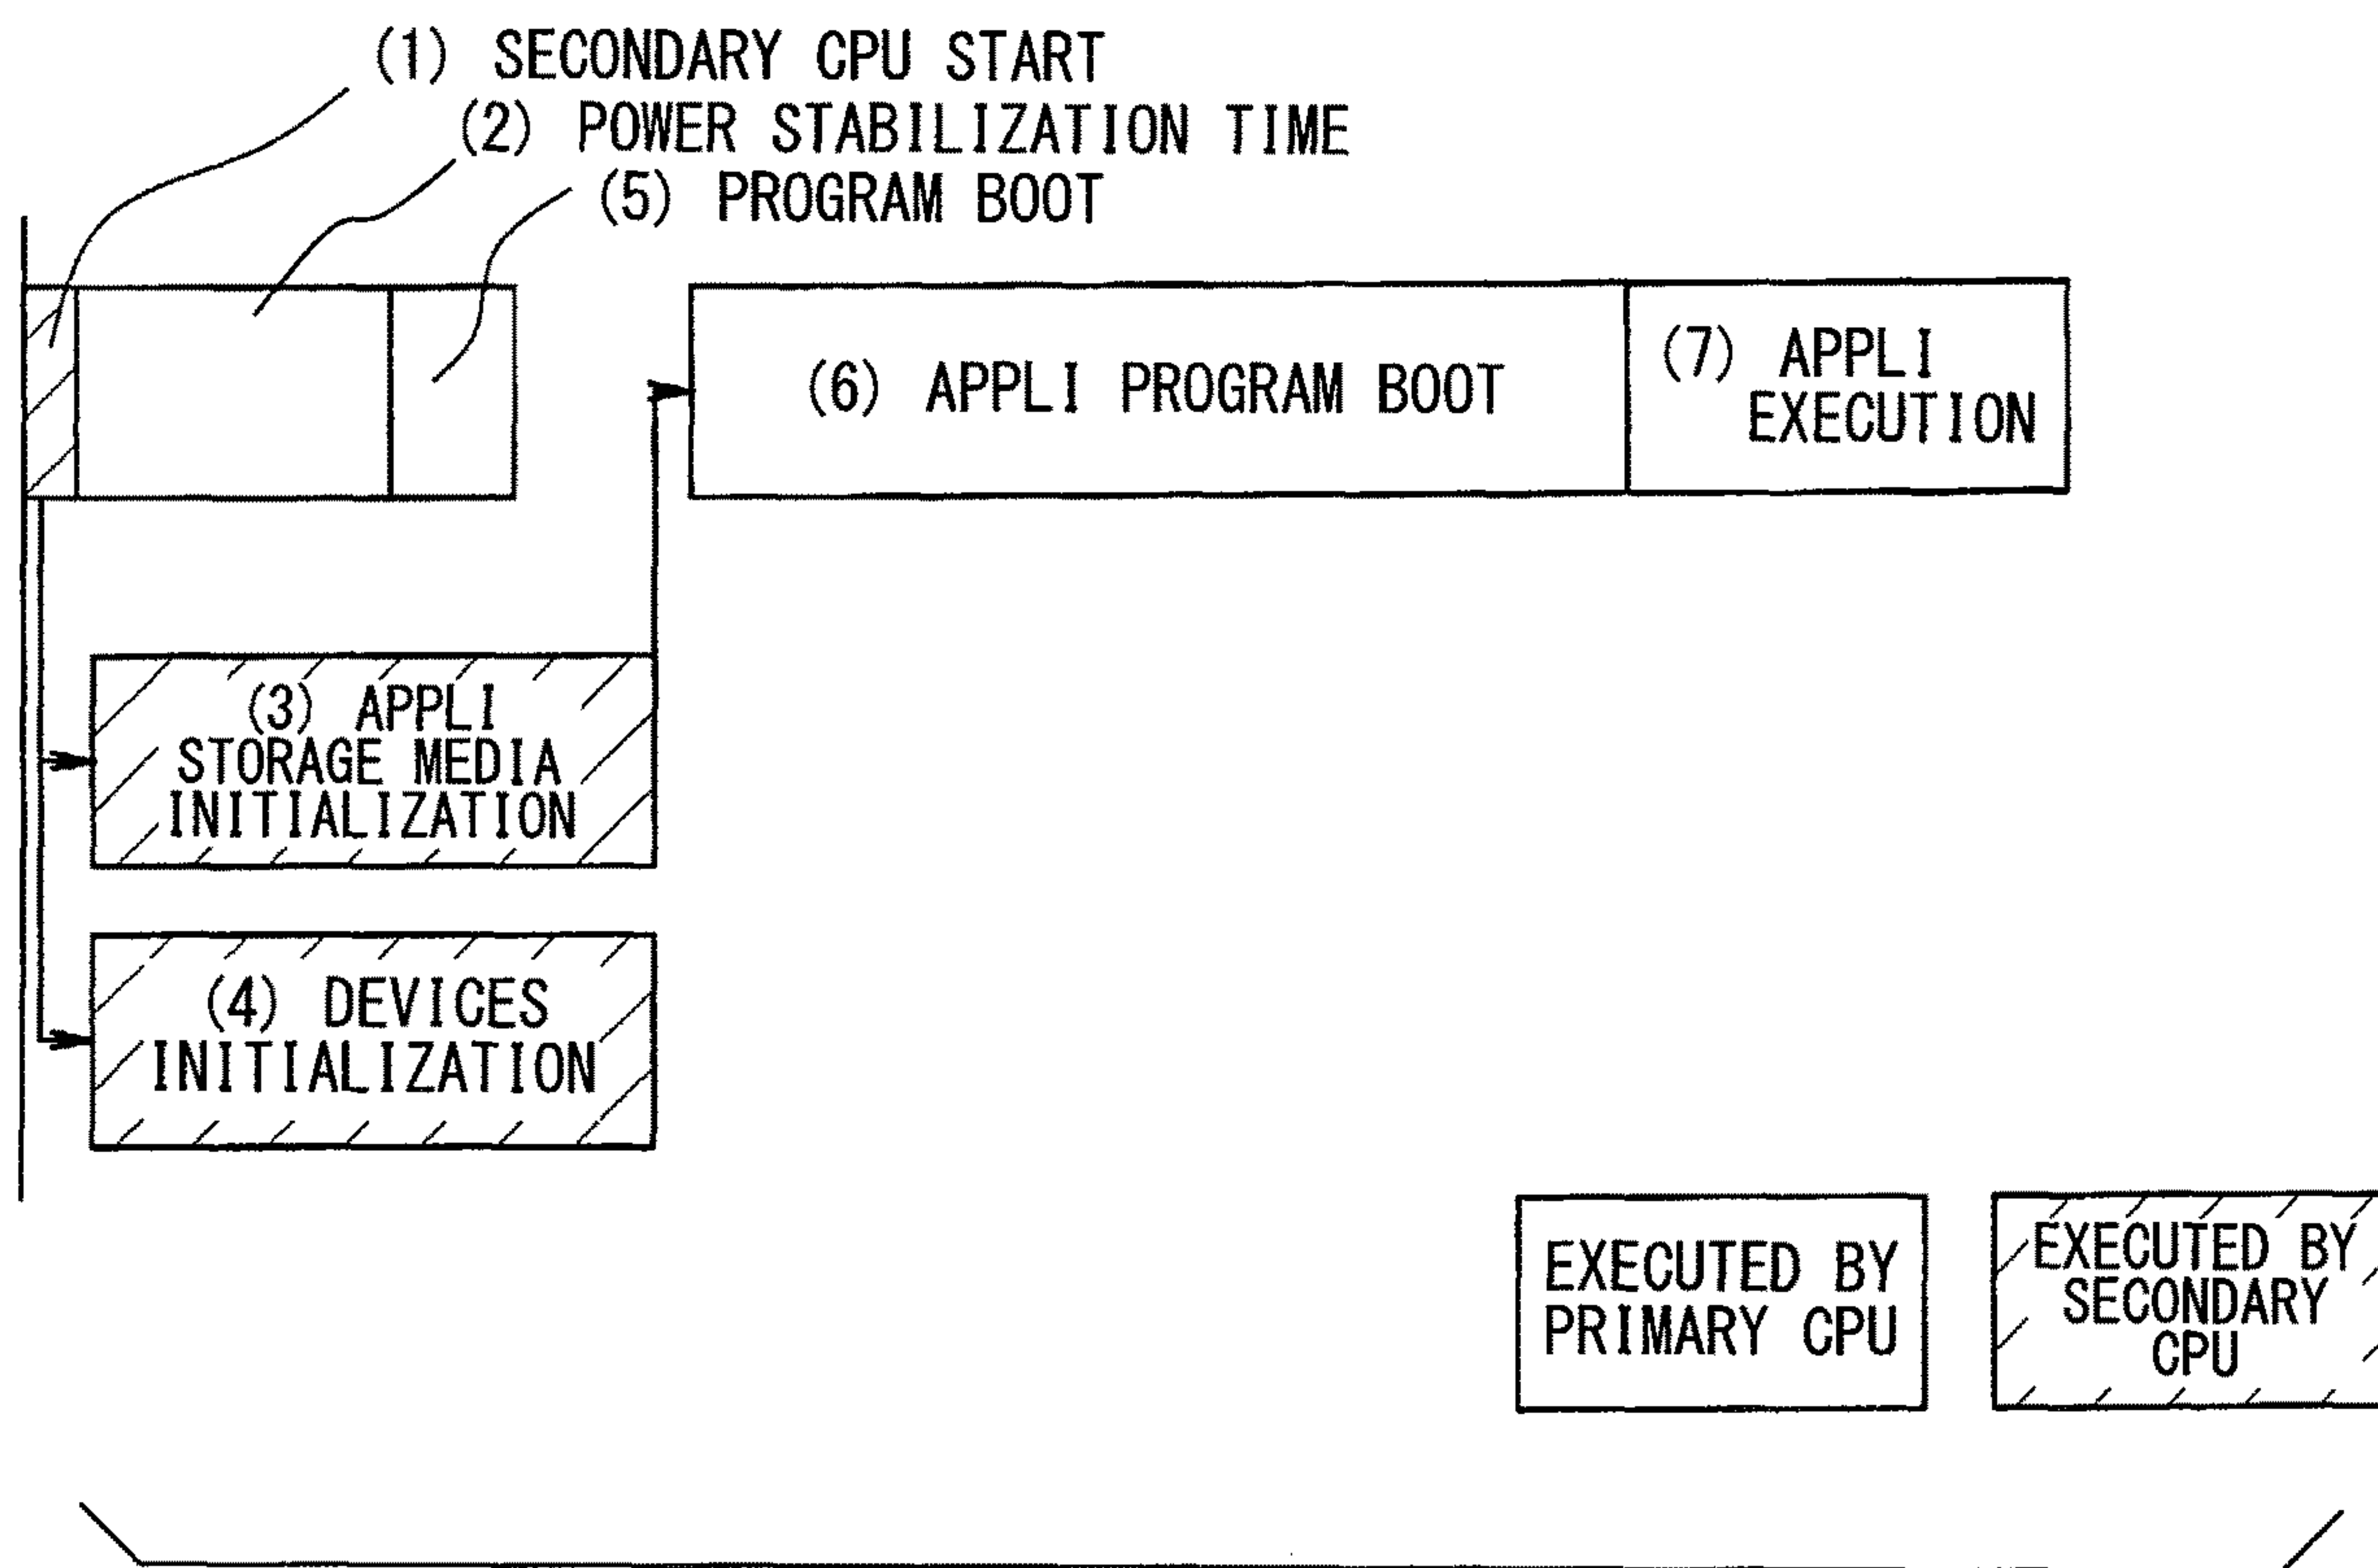 (1) SECONDARY CPU START
(2) POWER STABILIZATION TIME
(5) PROGRAM BOOT
(6) APPLI PROGRAM BOOT
(7) APPLI
EXECUTION
(3) APPLI
STORAGE MEDIA
INITIALIZATION
(4) DEVICES
INITIALIZATION
EXECUTED BY
PRIMARY CPU
EXECUTED BY
SECONDARY
CPU